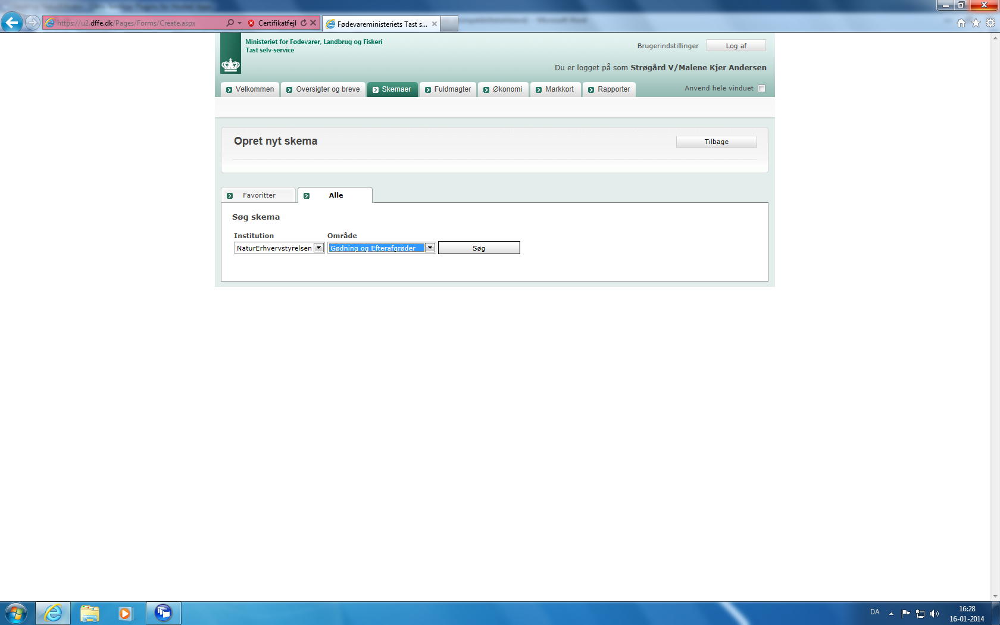 https://u2.dffe.dk/Pages/Forms/Create.aspx
Certifikatfejl
Fødevareministeriets Tast s...
Ministeriet for Fødevarer, Landbrug og Fiskeri
Tast selv-service
Brugerindstillinger
Log af
Du er logget på som Strøgård V/Malene Kjer Andersen
Velkommen
Oversigter og breve
Skemaer
Fuldmagter
Økonomi
Markkort
Rapporter
Anvend hele vinduet
Opret nyt skema
Tilbage
Favoritter
Alle
Søg skema
Institution
Område
NaturErhvervstyrelsen
Gødning og Efterafgrøder
Søg
DA
16:28
16-01-2014